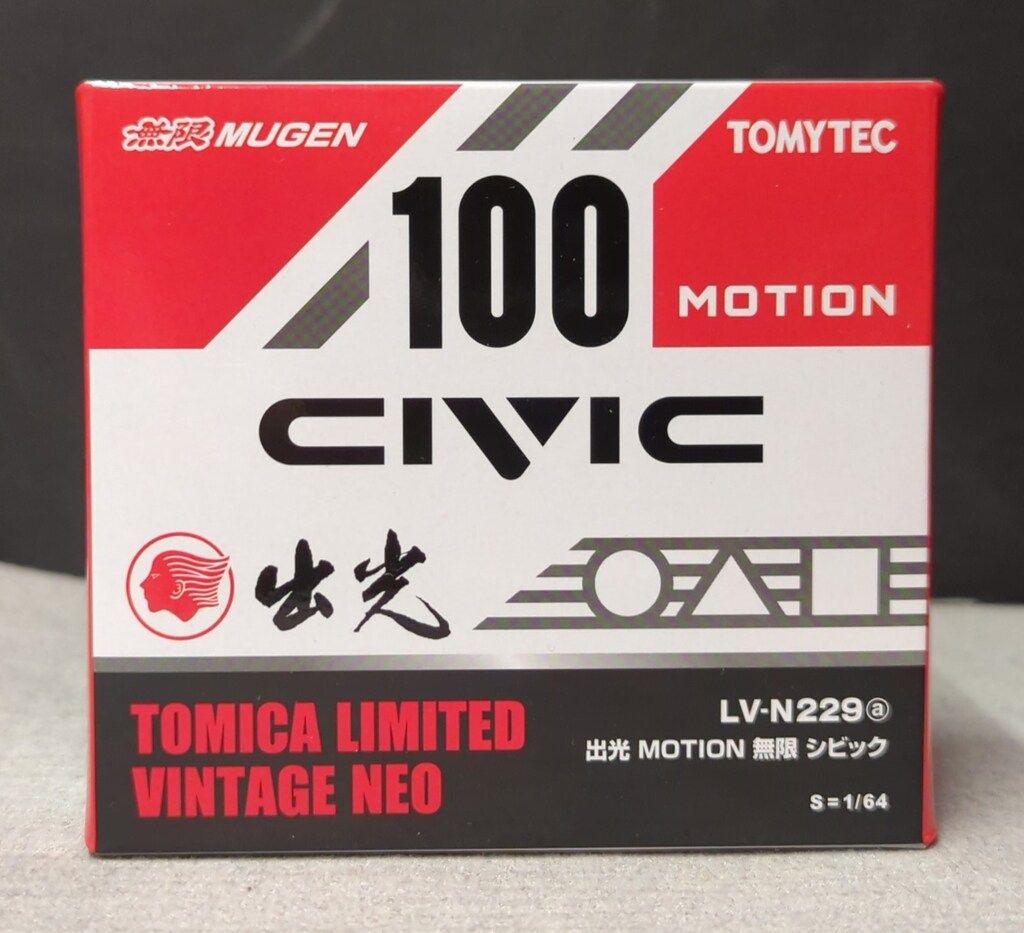 無限 MUGEN
TOMYTEC
100
MOTION
CIVIC
出光
TOMICA LIMITED
VINTAGE NEO
LV-N229ⓐ
出光 MOTION 無限 シビック
S=1/64